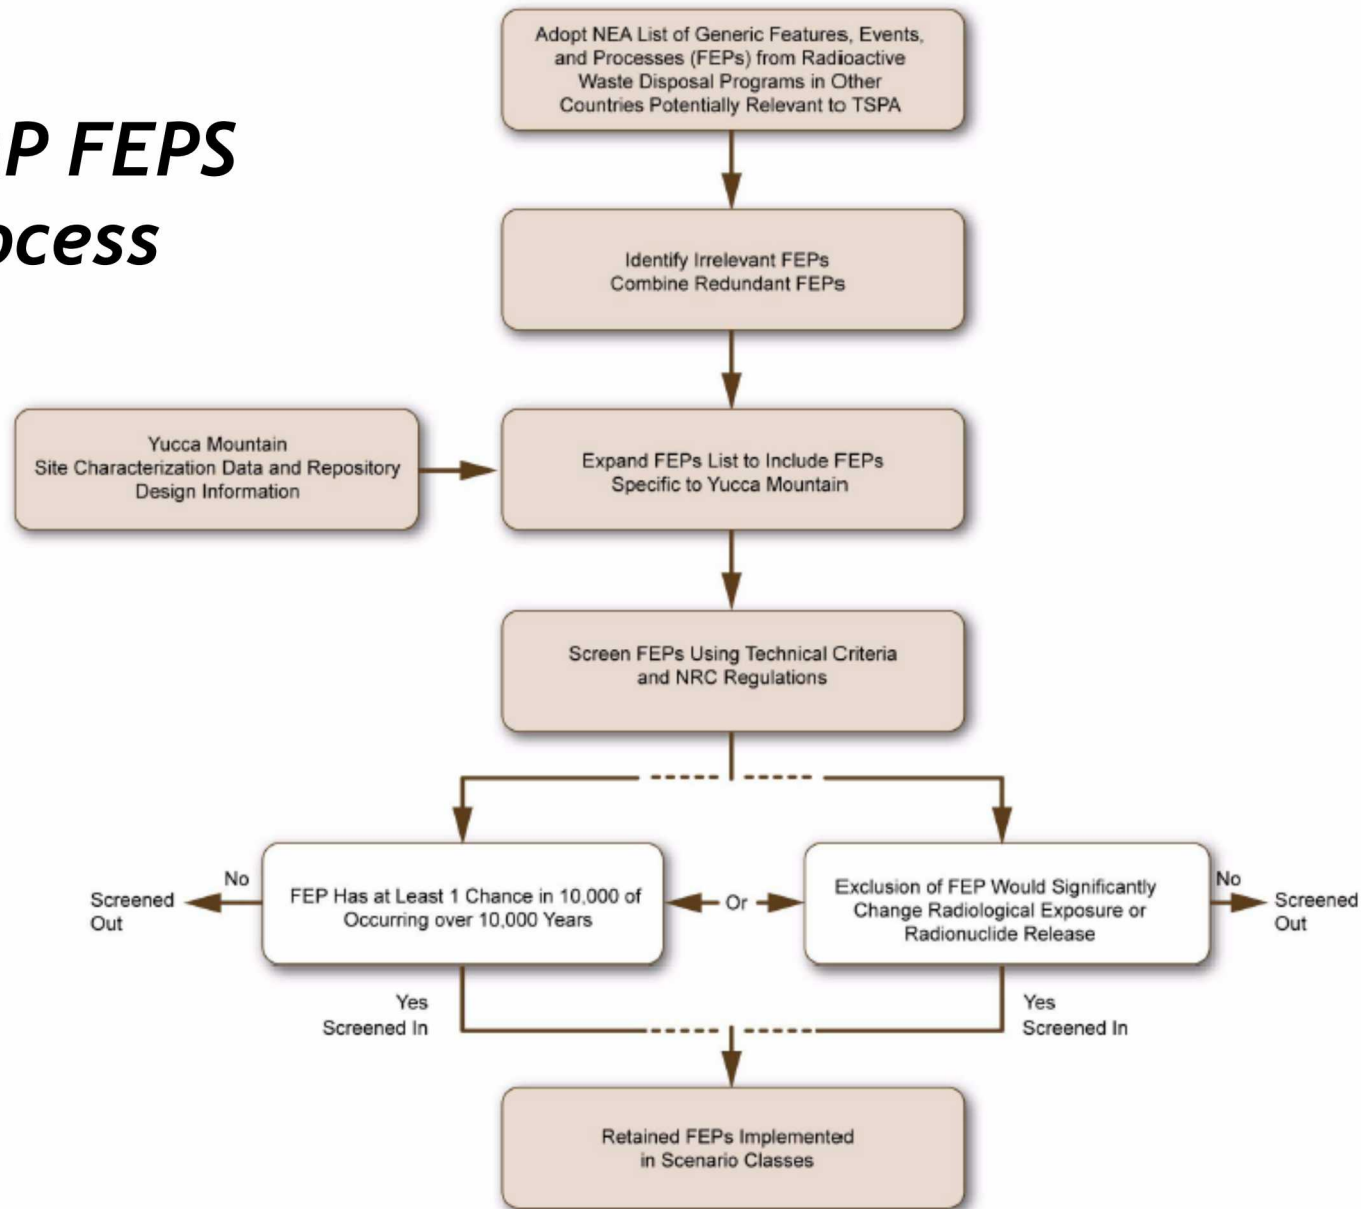 P FEPS
ocess
Adopt NEA List of Generic Features, Events,
and Processes (FEPs) from Radioactive
Waste Disposal Programs in Other
Countries Potentially Relevant to TSPA
Identify Irrelevant FEPs
Combine Redundant FEPs
Yucca Mountain
Site Characterization Data and Repository
Design Information
Expand FEPs List to Include FEPs
Specific to Yucca Mountain
Screen FEPs Using Technical Criteria
and NRC Regulations
No
Screened
Out
FEP Has at Least 1 Chance in 10,000 of
Occurring over 10,000 Years
Or
Exclusion of FEP Would Significantly
Change Radiological Exposure or
Radionuclide Release
No
Screened
Out
Yes
Screened In
Yes
Screened In
Retained FEPs Implemented
in Scenario Classes